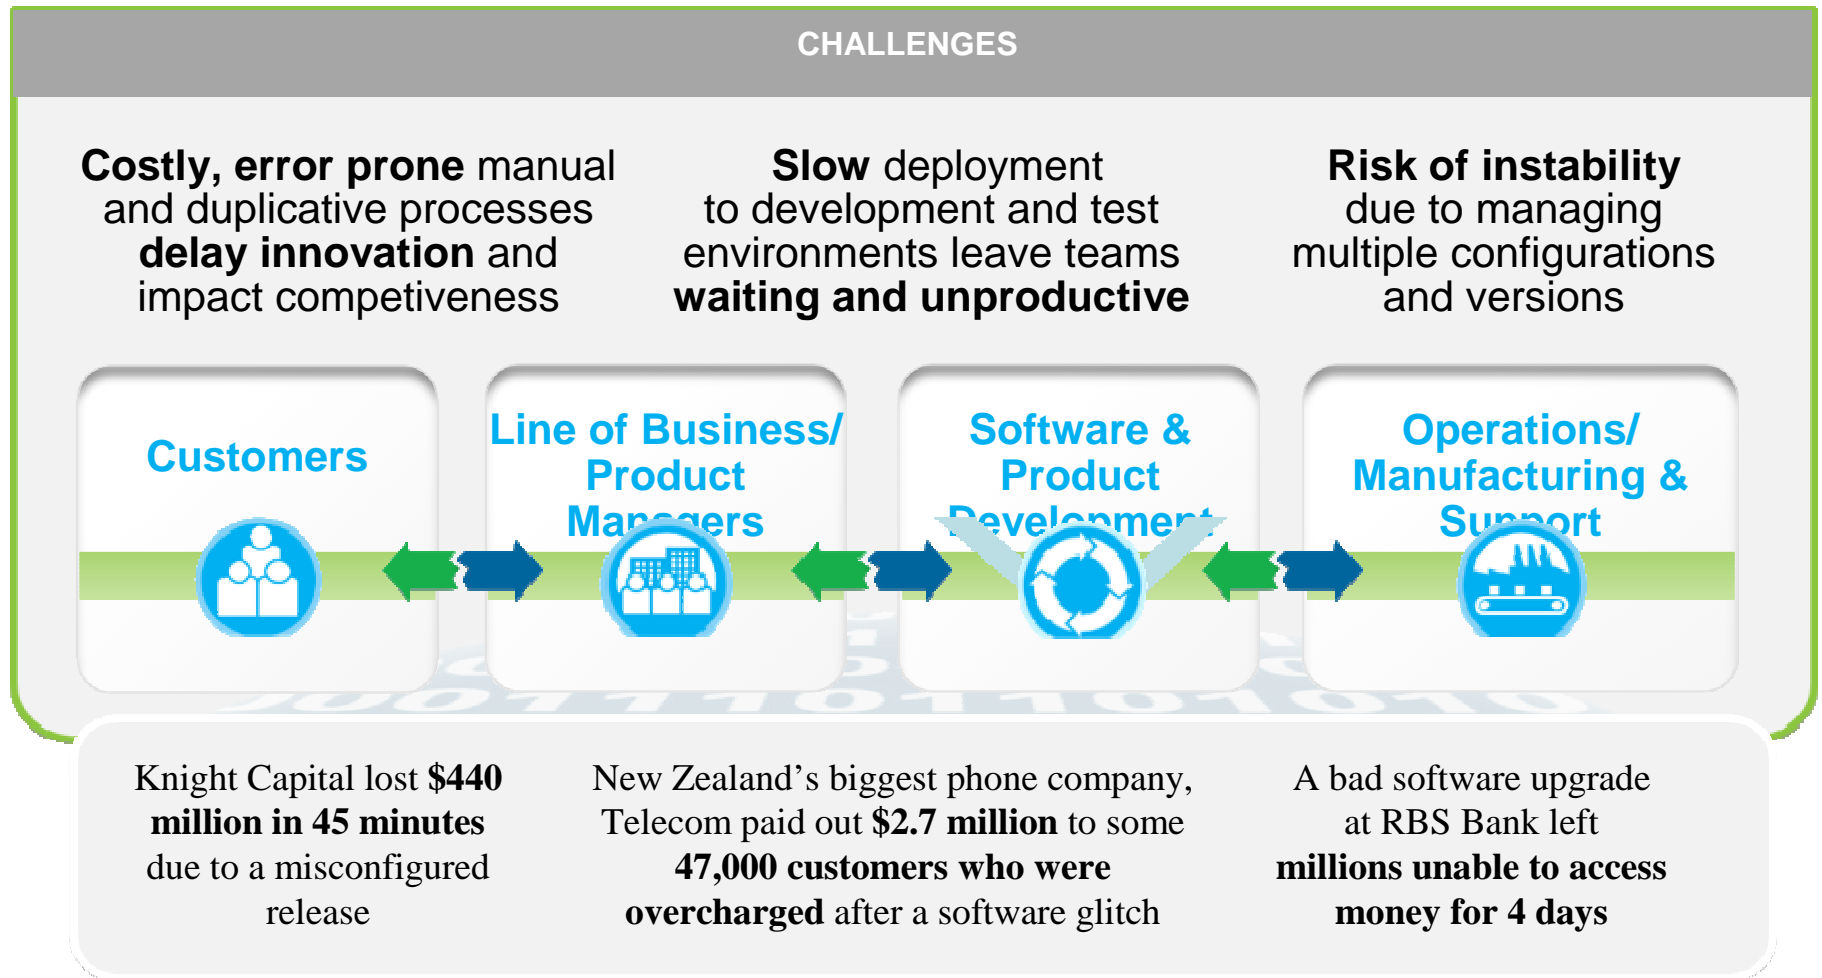 CHALLENGES
Costly, error prone manual
and duplicative processes
delay innovation and
impact competiveness
Slow deployment
to development and test
environments leave teams
waiting and unproductive
Risk of instability
due to managing
multiple configurations
and versions
Customers
Line of Business/
Product
Managers
Software &
Product
Development
Operations/
Manufacturing &
Support
001110110101010
Knight Capital lost $440
million in 45 minutes
due to a misconfigured
release
New Zealand’s biggest phone company,
Telecom paid out $2.7 million to some
47,000 customers who were
overcharged after a software glitch
A bad software upgrade
at RBS Bank left
millions unable to access
money for 4 days